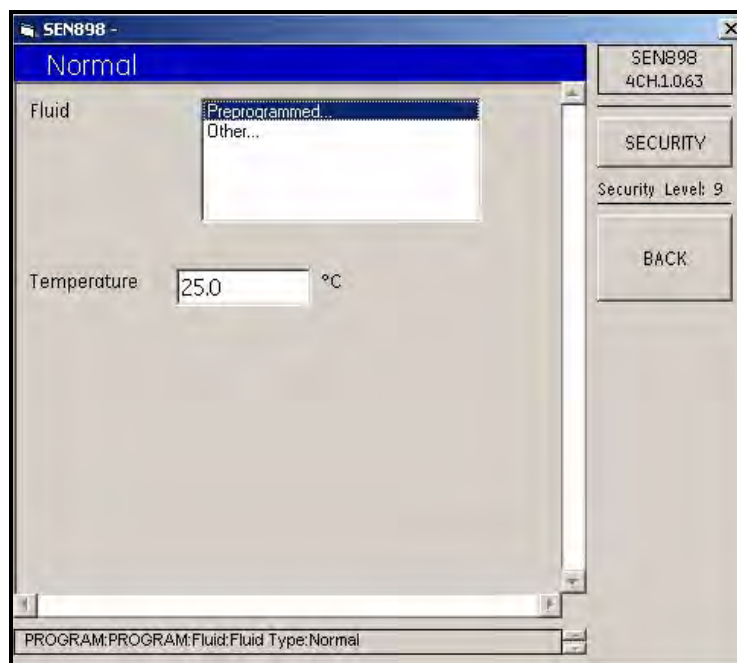 SEN898 -
Normal
SEN898
4CH.1.0.63
Fluid
Preprogrammed...
Other...
SECURITY
Security Level: 9
BACK
Temperature
25.0
°C
PROGRAM:PROGRAM:Fluid:Fluid Type:Normal